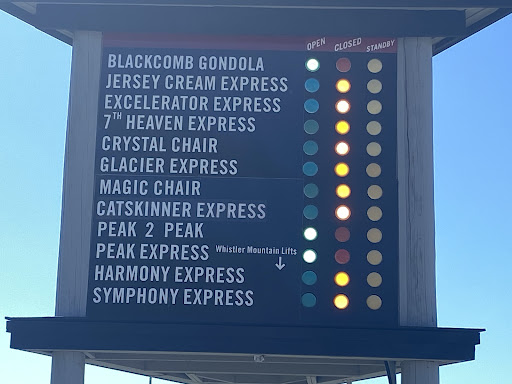 OPEN CLOSED STANDBY
BLACKCOMB GONDOLA
JERSEY CREAM EXPRESS
EXCELERATOR EXPRESS
7TH HEAVEN EXPRESS
CRYSTAL CHAIR
GLACIER EXPRESS
MAGIC CHAIR
CATSKINNER EXPRESS
PEAK 2 PEAK
PEAK EXPRESS Whistler Mountain Lifts
HARMONY EXPRESS
SYMPHONY EXPRESS